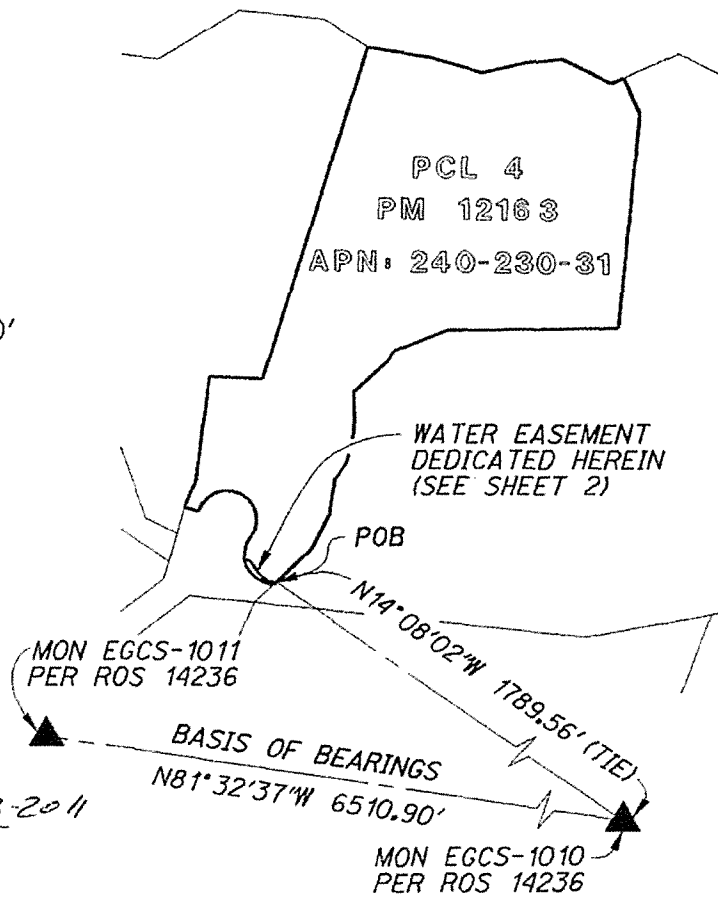 PCL 4
PM 12163
APN: 240-230-31
0'
WATER EASEMENT
DEDICATED HEREIN
(SEE SHEET 2)
POB
N14°08'02"W 1789.56' (TIE)
MON EGCS-1011
PER ROS 14236
BASIS OF BEARINGS
N81°32'37"W 6510.90'
-2011
MON EGCS-1010
PER ROS 14236